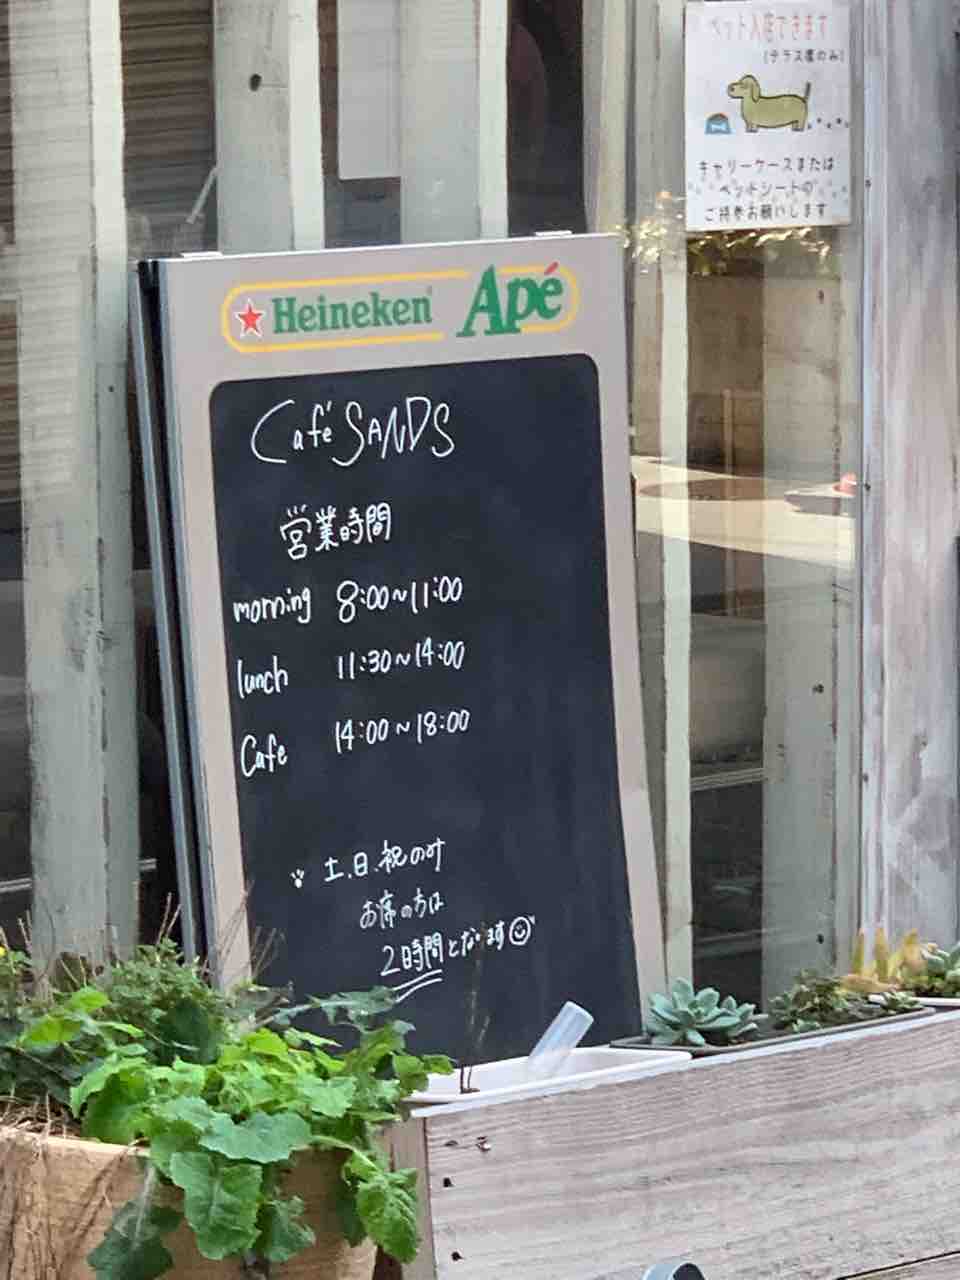 ペット入店できます
(テラス席のみ)
キャリーケースまたは
ペットシートの
ご持参お願いします
Heineken Apé
Café SANDS
営業時間
morning 8:00~11:00
lunch 11:30~14:00
Cafe 14:00~18:00
土、日、祝のみ
お席の方は
2時間となります